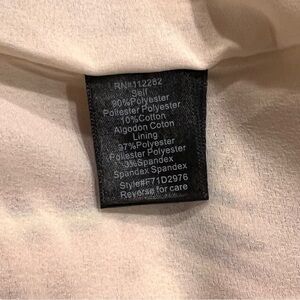 RN#112282
Self
90%Polyester
Poliester Polyester
10%Cotton
Algodon Coton
Lining
97%Polyester
Poliester Polyester
3%Spandex
Spandex Spandex
Style#F71D2976
Reverse for care